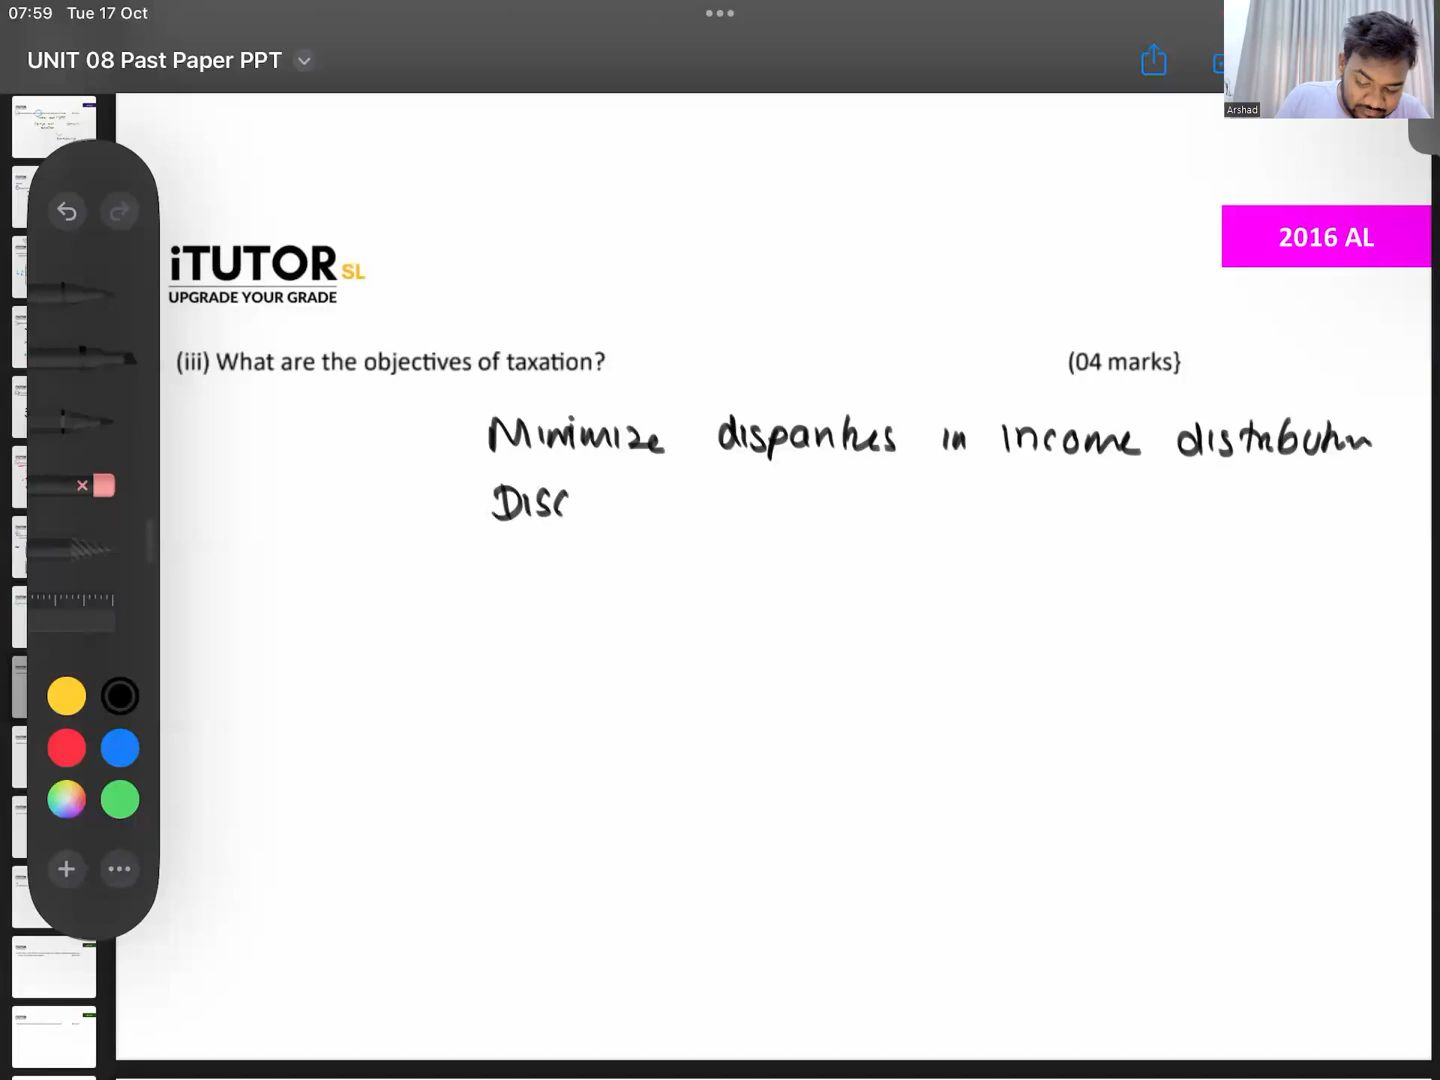 07:59 Tue 17 Oct
UNIT 08 Past Paper PPT
Arshad
2016 AL
iTUTOR SL
UPGRADE YOUR GRADE
(iii) What are the objectives of taxation? (04 marks}
Minimize disparities in income distribution
Disc